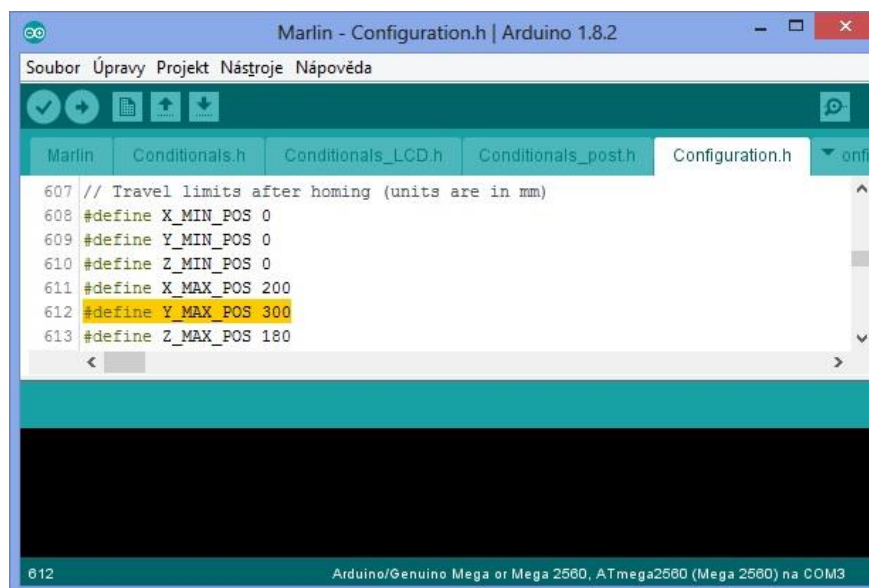 Marlin - Configuration.h | Arduino 1.8.2
Soubor Úpravy Projekt Nástroje Nápověda
Marlin Conditionals.h Conditionals_LCD.h Conditionals_post.h Configuration.h onfi
607 // Travel limits after homing (units are in mm)
608 #define X_MIN_POS 0
609 #define Y_MIN_POS 0
610 #define Z_MIN_POS 0
611 #define X_MAX_POS 200
612 #define Y_MAX_POS 300
613 #define Z_MAX_POS 180
612 Arduino/Genuino Mega or Mega 2560, ATmega2560 (Mega 2560) na COM3